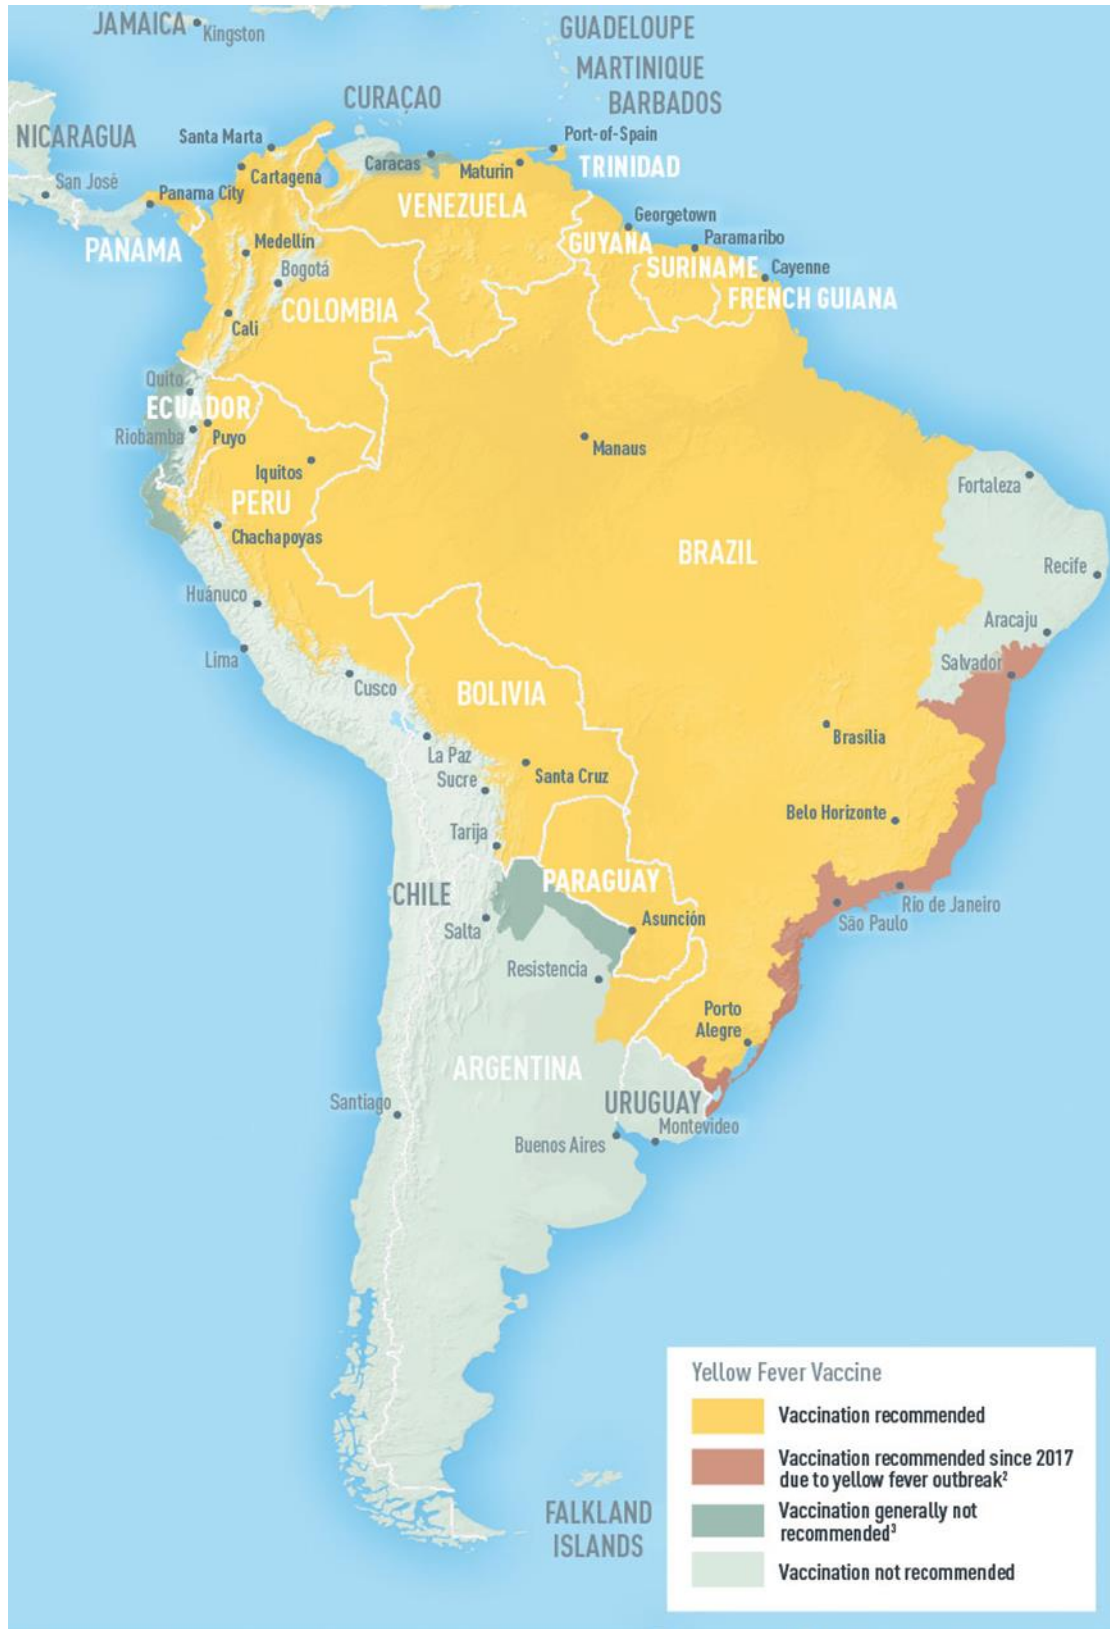 JAMAICA
Kingston
GUADELOUPE
MARTINIQUE
BARBADOS
CURAÇAO
NICARAGUA
Santa Marta
Port-of-Spain
Caracas
Maturin
TRINIDAD
San José
Cartagena
Panama City
VENEZUELA
Georgetown
PANAMA
Medellín
GUYANA
Paramaribo
Bogotá
SURINAME
Cayenne
COLOMBIA
FRENCH GUIANA
Cali
Quito
ECUADOR
Riobamba
Puyo
Manaus
Iquitos
PERU
Fortaleza
Chachapoyas
BRAZIL
Recife
Huánuco
Aracaju
Lima
Salvador
Cusco
BOLIVIA
Brasília
La Paz
Sucre
Santa Cruz
Belo Horizonte
Tarija
PARAGUAY
CHILE
Rio de Janeiro
Asunción
São Paulo
Salta
Resistencia
Porto
Alegre
ARGENTINA
Santiago
URUGUAY
Montevideo
Buenos Aires
Yellow Fever Vaccine
Vaccination recommended
Vaccination recommended since 2017
due to yellow fever outbreak²
Vaccination generally not
recommended³
Vaccination not recommended
FALKLAND
ISLANDS